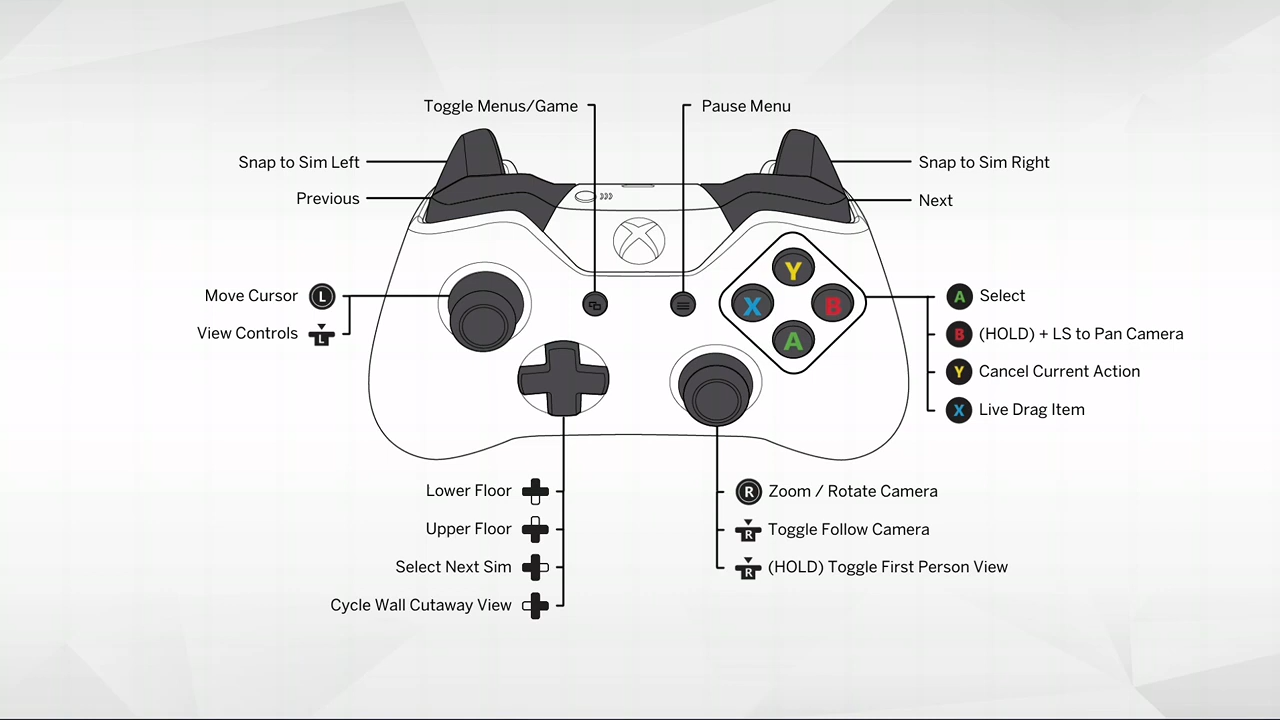 Toggle Menus/Game
Pause Menu
Snap to Sim Left
Snap to Sim Right
Previous
Next
Y
X
B
A
Move Cursor L
View Controls L
A Select
B (HOLD) + LS to Pan Camera
Y Cancel Current Action
X Live Drag Item
Lower Floor
Upper Floor
Select Next Sim
Cycle Wall Cutaway View
R Zoom / Rotate Camera
R Toggle Follow Camera
R (HOLD) Toggle First Person View